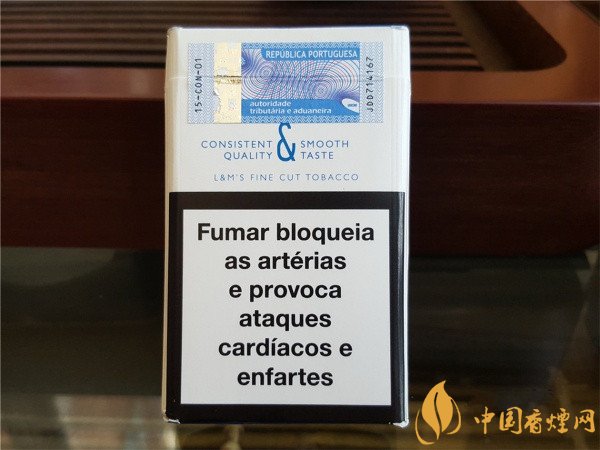 REPÚBLICA PORTUGUESA
15-CON-01
JDD714167
autoridade
tributária e aduaneira
CONSISTENT & SMOOTH
QUALITY TASTE
L&M'S FINE CUT TOBACCO
Fumar bloqueia
as artérias
e provoca
ataques
cardíacos e
enfartes
中国香煙网